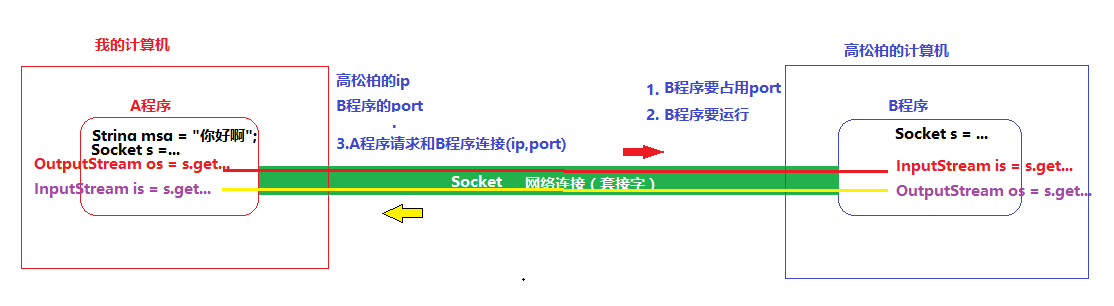 我的计算机
A程序
String msg = "你好啊";
Socket s =...
OutputStream os = s.get...
InputStream is = s.get...
高松柏的ip
B程序的port
3.A程序请求和B程序连接(ip,port)
Socket 网络连接（套接字）
1. B程序要占用port
2. B程序要运行
高松柏的计算机
B程序
Socket s = ...
InputStream is = s.get...
OutputStream os = s.get...